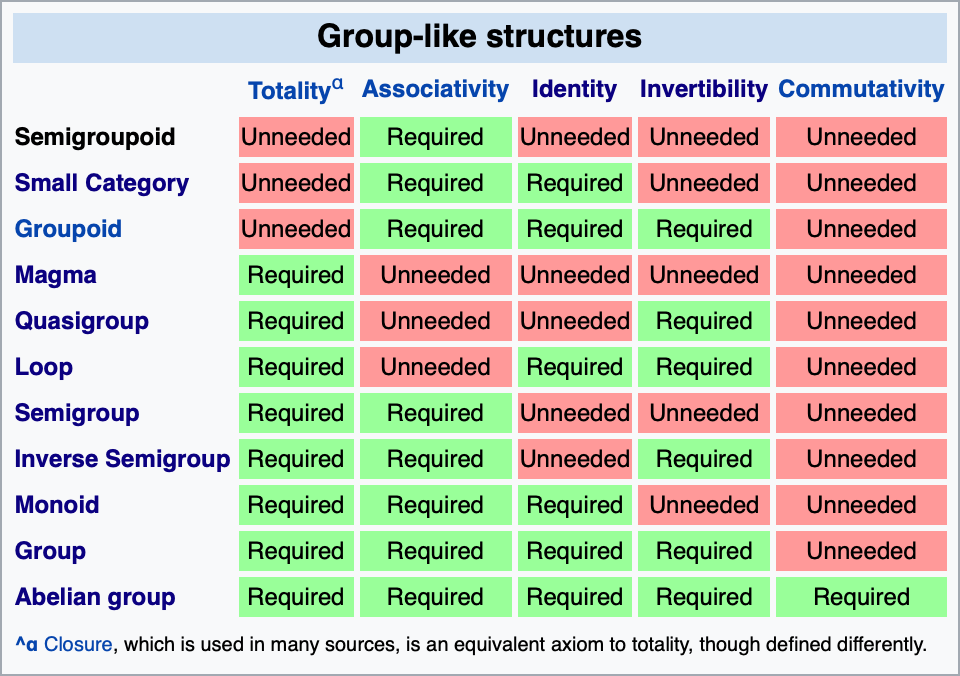 Group-like structures
Totalityα Associativity Identity Invertibility Commutativity
Semigroupoid Unneeded Required Unneeded Unneeded Unneeded
Small Category Unneeded Required Required Unneeded Unneeded
Groupoid Unneeded Required Required Required Unneeded
Magma Required Unneeded Unneeded Unneeded Unneeded
Quasigroup Required Unneeded Unneeded Required Unneeded
Loop Required Unneeded Required Required Unneeded
Semigroup Required Required Unneeded Unneeded Unneeded
Inverse Semigroup Required Required Unneeded Required Unneeded
Monoid Required Required Required Unneeded Unneeded
Group Required Required Required Required Unneeded
Abelian group Required Required Required Required Required
^α Closure, which is used in many sources, is an equivalent axiom to totality, though defined differently.